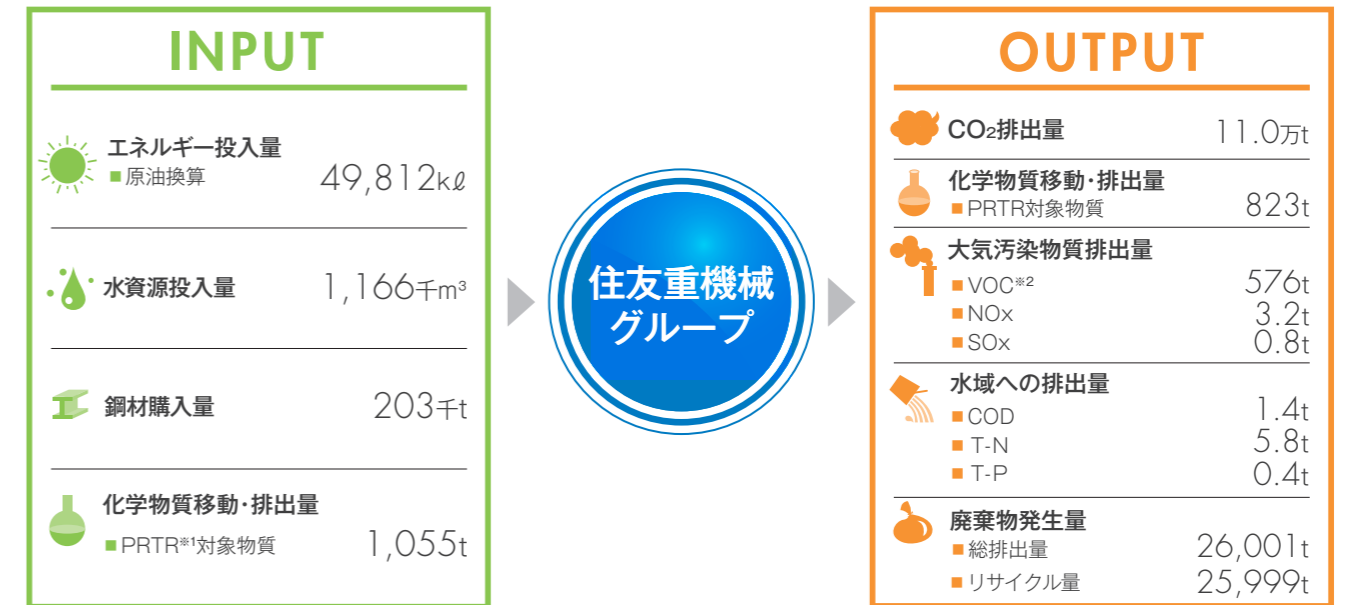 INPUT
エネルギー投入量
■原油換算 49,812kℓ
水資源投入量 1,166千m³
鋼材購入量 203千t
化学物質移動･排出量
■PRTR※1対象物質 1,055t
住友重機械
グループ
OUTPUT
CO₂排出量 11.0万t
化学物質移動･排出量
■PRTR対象物質 823t
大気汚染物質排出量
■VOC※2 576t
■NOx 3.2t
■SOx 0.8t
水域への排出量
■COD 1.4t
■T-N 5.8t
■T-P 0.4t
廃棄物発生量
■総排出量 26,001t
■リサイクル量 25,999t